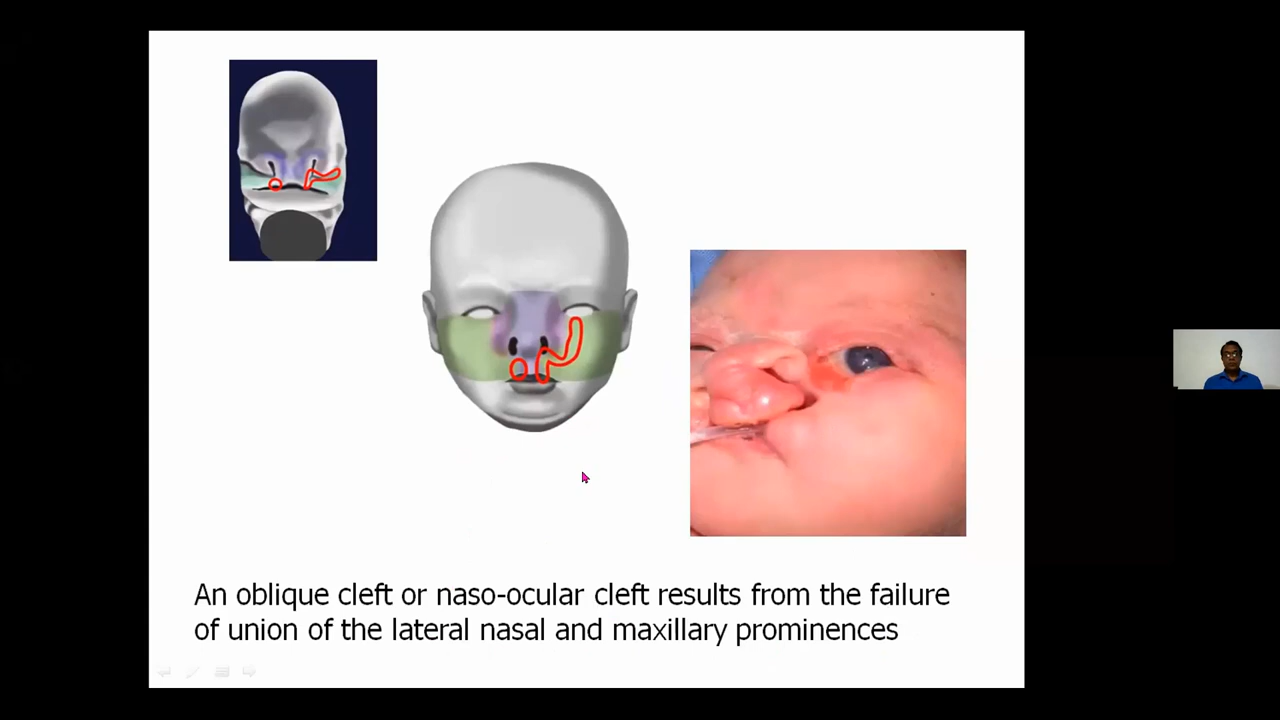 An oblique cleft or naso-ocular cleft results from the failure
of union of the lateral nasal and maxillary prominences